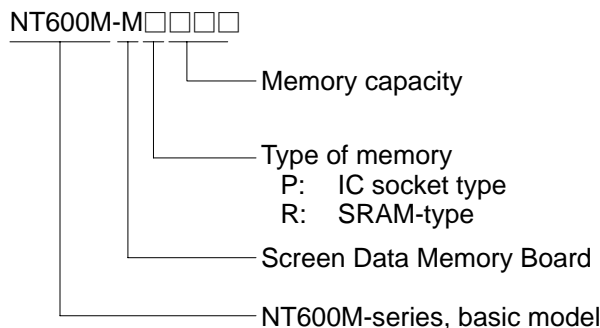 NT600M-M□□□□
Memory capacity
Type of memory
P: IC socket type
R: SRAM-type
Screen Data Memory Board
NT600M-series, basic model